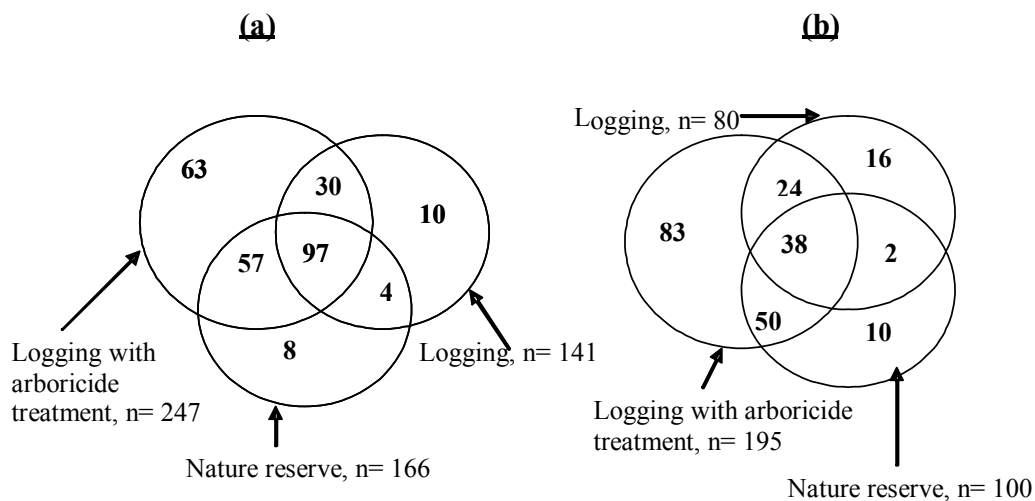 (a)
63
30
10
57
97
4
8
Logging with
arboricide
treatment, n= 247
Logging, n= 141
Nature reserve, n= 166
(b)
Logging, n= 80
16
24
83
38
2
50
10
Logging with arboricide
treatment, n= 195
Nature reserve, n= 100